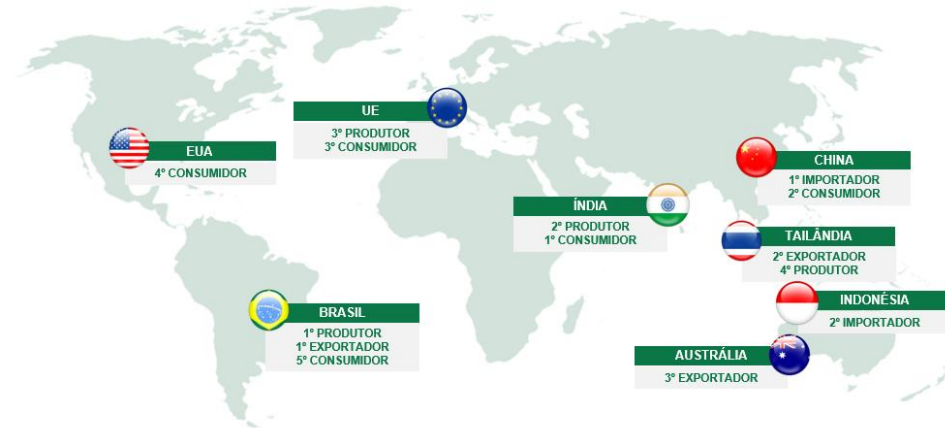 UE
3º PRODUTOR
3º CONSUMIDOR
EUA
4º CONSUMIDOR
CHINA
1º IMPORTADOR
2º CONSUMIDOR
ÍNDIA
2º PRODUTOR
1º CONSUMIDOR
TAILÂNDIA
2º EXPORTADOR
4º PRODUTOR
INDONÉSIA
2º IMPORTADOR
BRASIL
1º PRODUTOR
1º EXPORTADOR
5º CONSUMIDOR
AUSTRÁLIA
3º EXPORTADOR